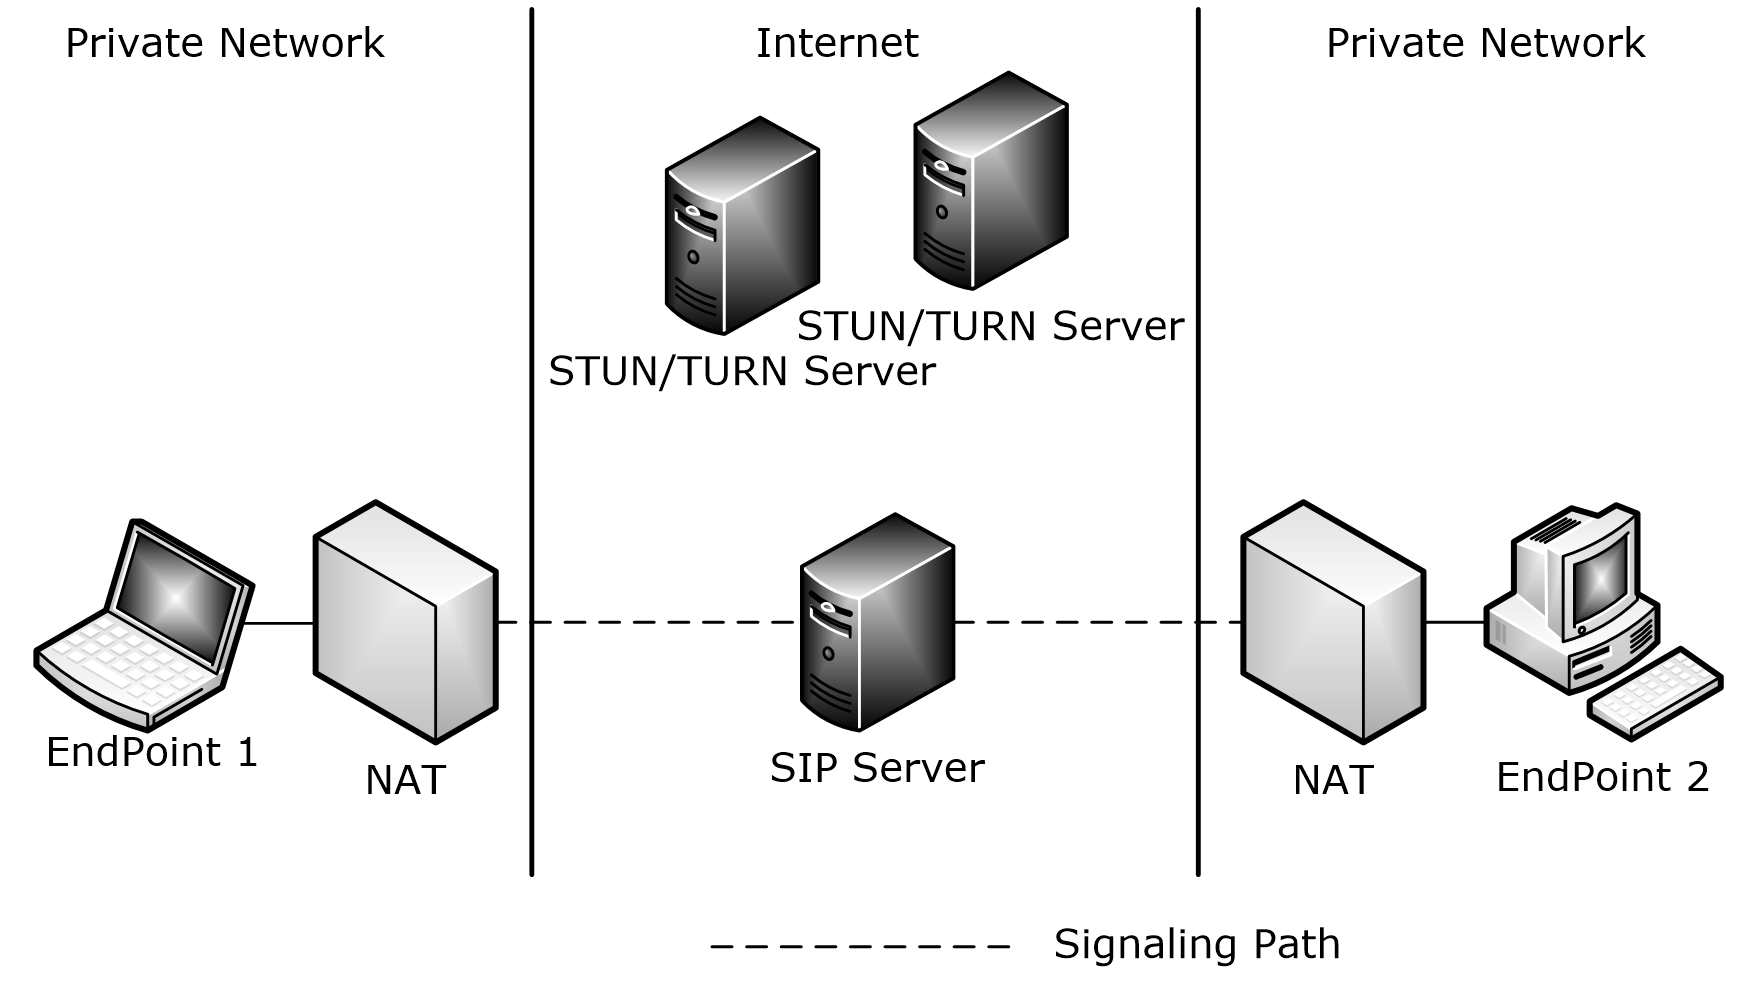 Private Network
Internet
Private Network
STUN/TURN Server
STUN/TURN Server
EndPoint 1
NAT
SIP Server
NAT
EndPoint 2
Signaling Path